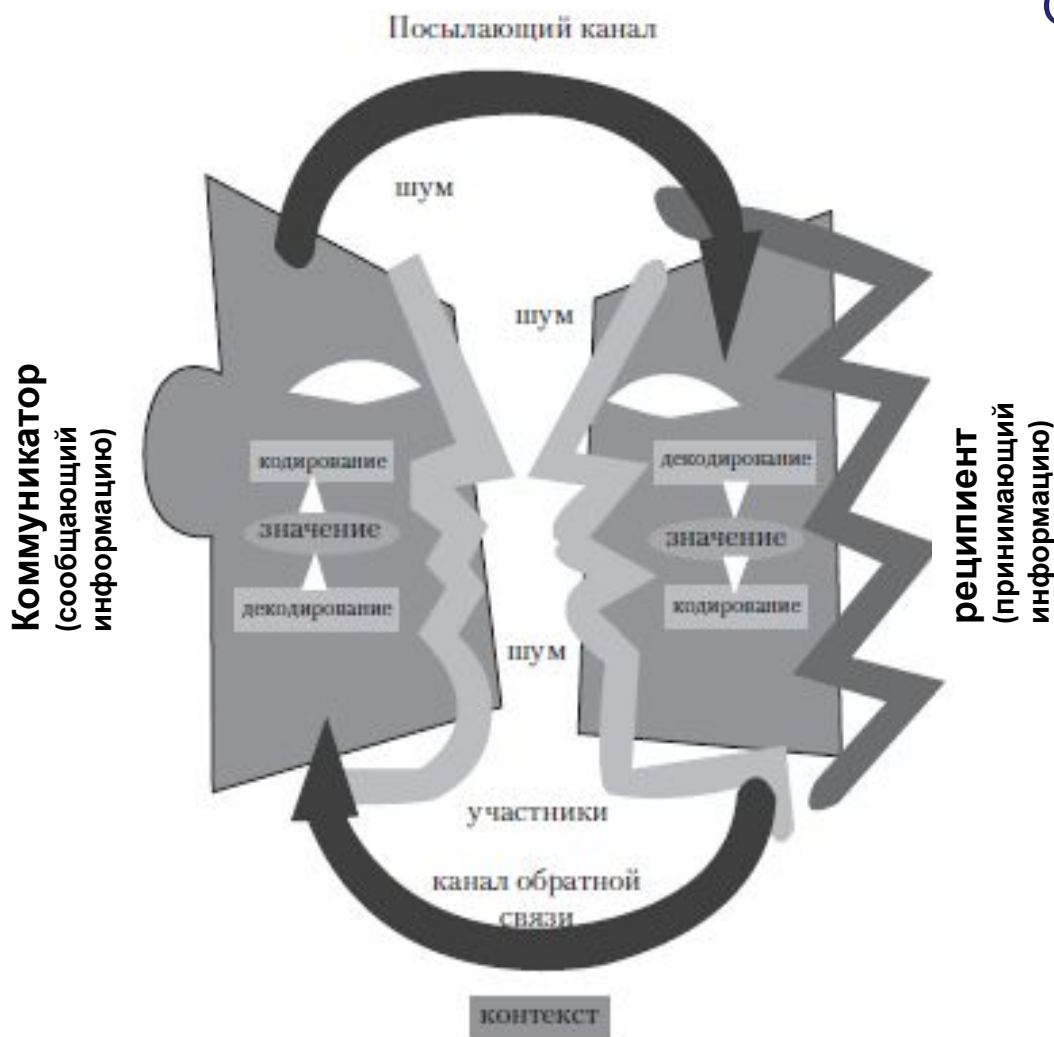 Посылающий канал
шум
шум
Коммуникатор
(сообщающий
информацию)
кодирование
значение
декодирование
декодирование
значение
кодирование
реципиент
(принимающий
информацию)
шум
участники
канал обратной
связи
контекст